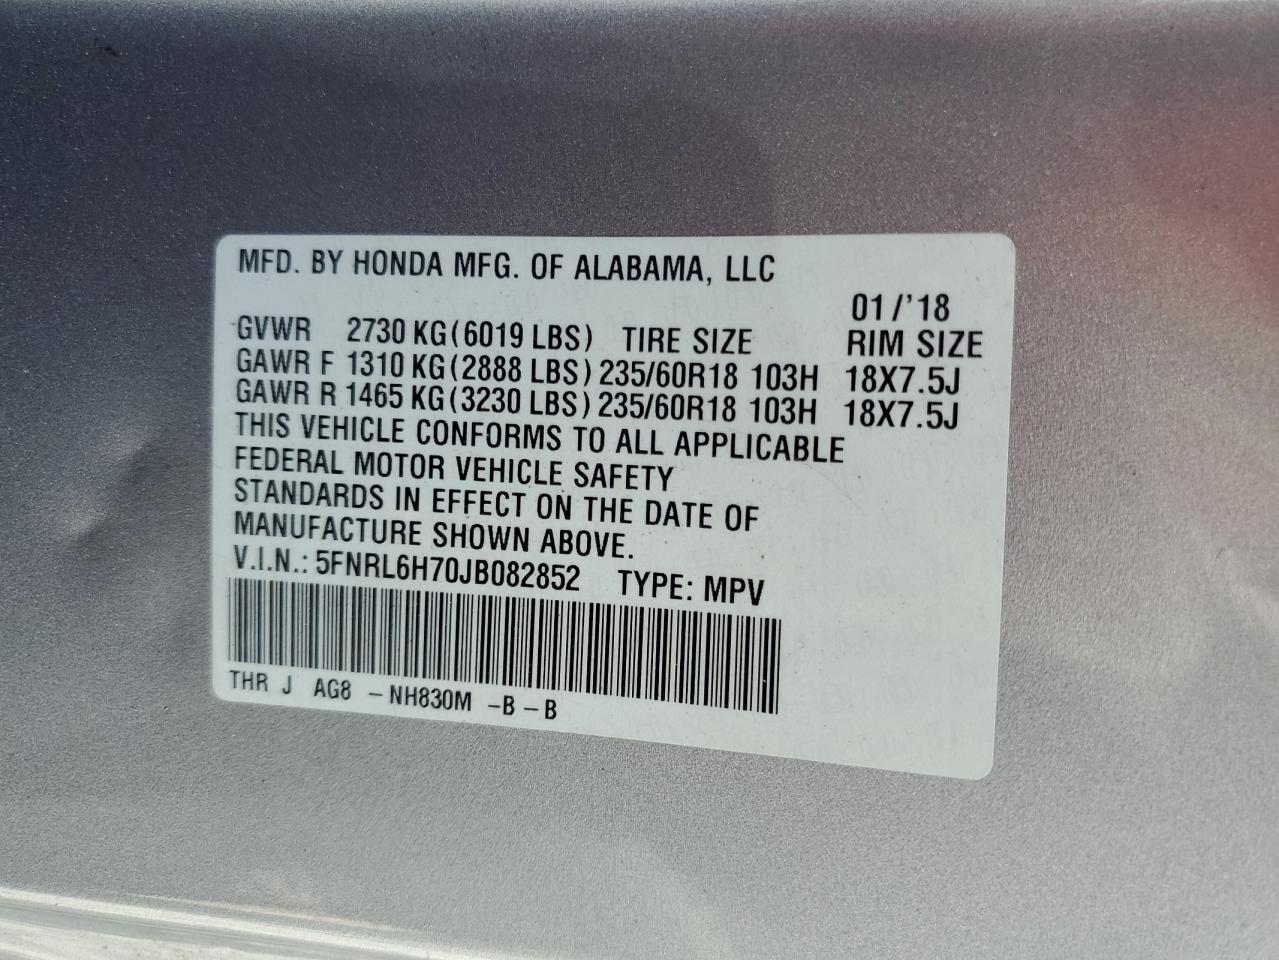 MFD. BY HONDA MFG. OF ALABAMA, LLC
01/'18
GVWR 2730 KG(6019 LBS) TIRE SIZE RIM SIZE
GAWR F 1310 KG(2888 LBS) 235/60R18 103H 18X7.5J
GAWR R 1465 KG(3230 LBS) 235/60R18 103H 18X7.5J
THIS VEHICLE CONFORMS TO ALL APPLICABLE
FEDERAL MOTOR VEHICLE SAFETY
STANDARDS IN EFFECT ON THE DATE OF
MANUFACTURE SHOWN ABOVE.
V.I.N.: 5FNRL6H70JB082852 TYPE: MPV
THR J AG8 -NH830M -B-B